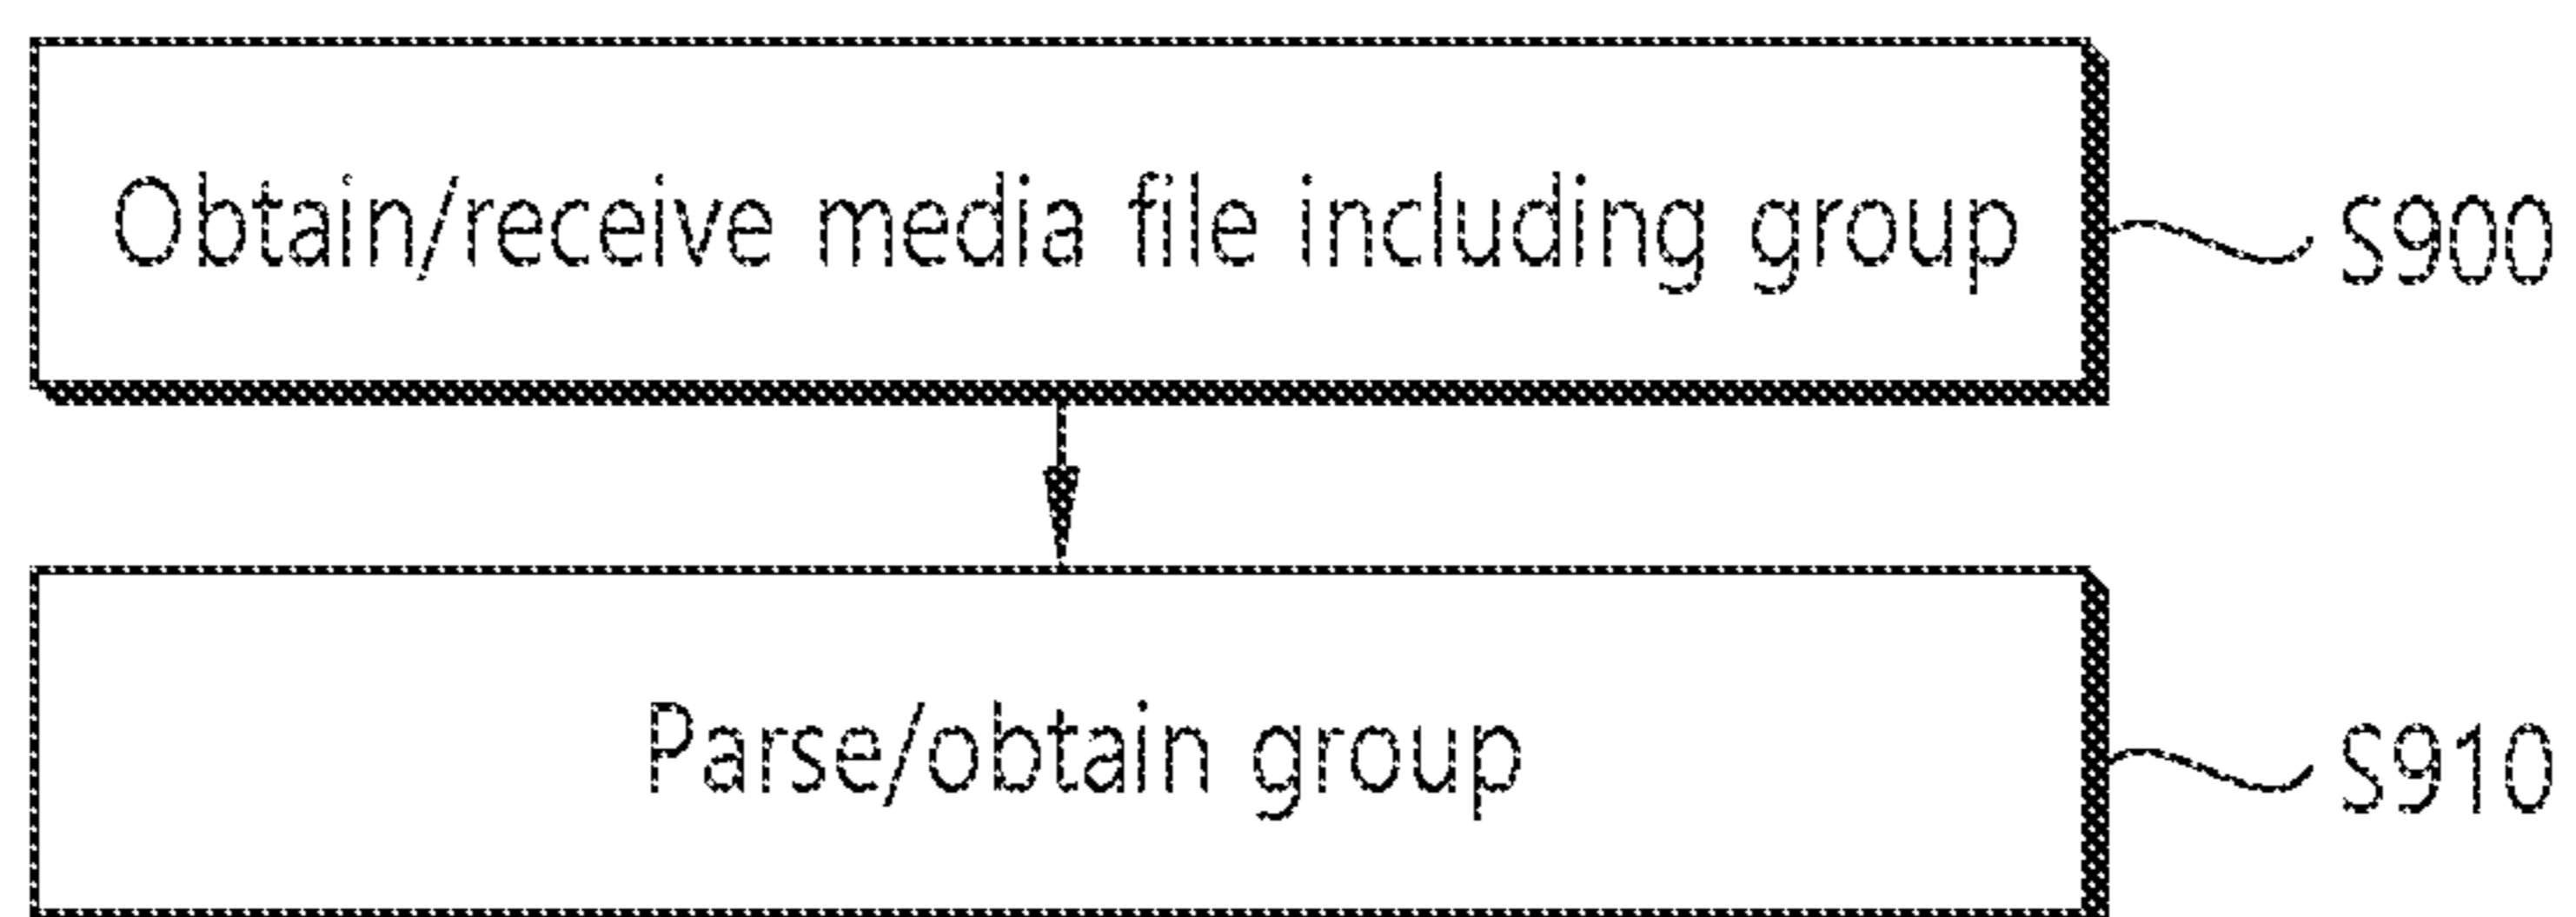 Obtain/receive media file including group
S900
Parse/obtain group
S910